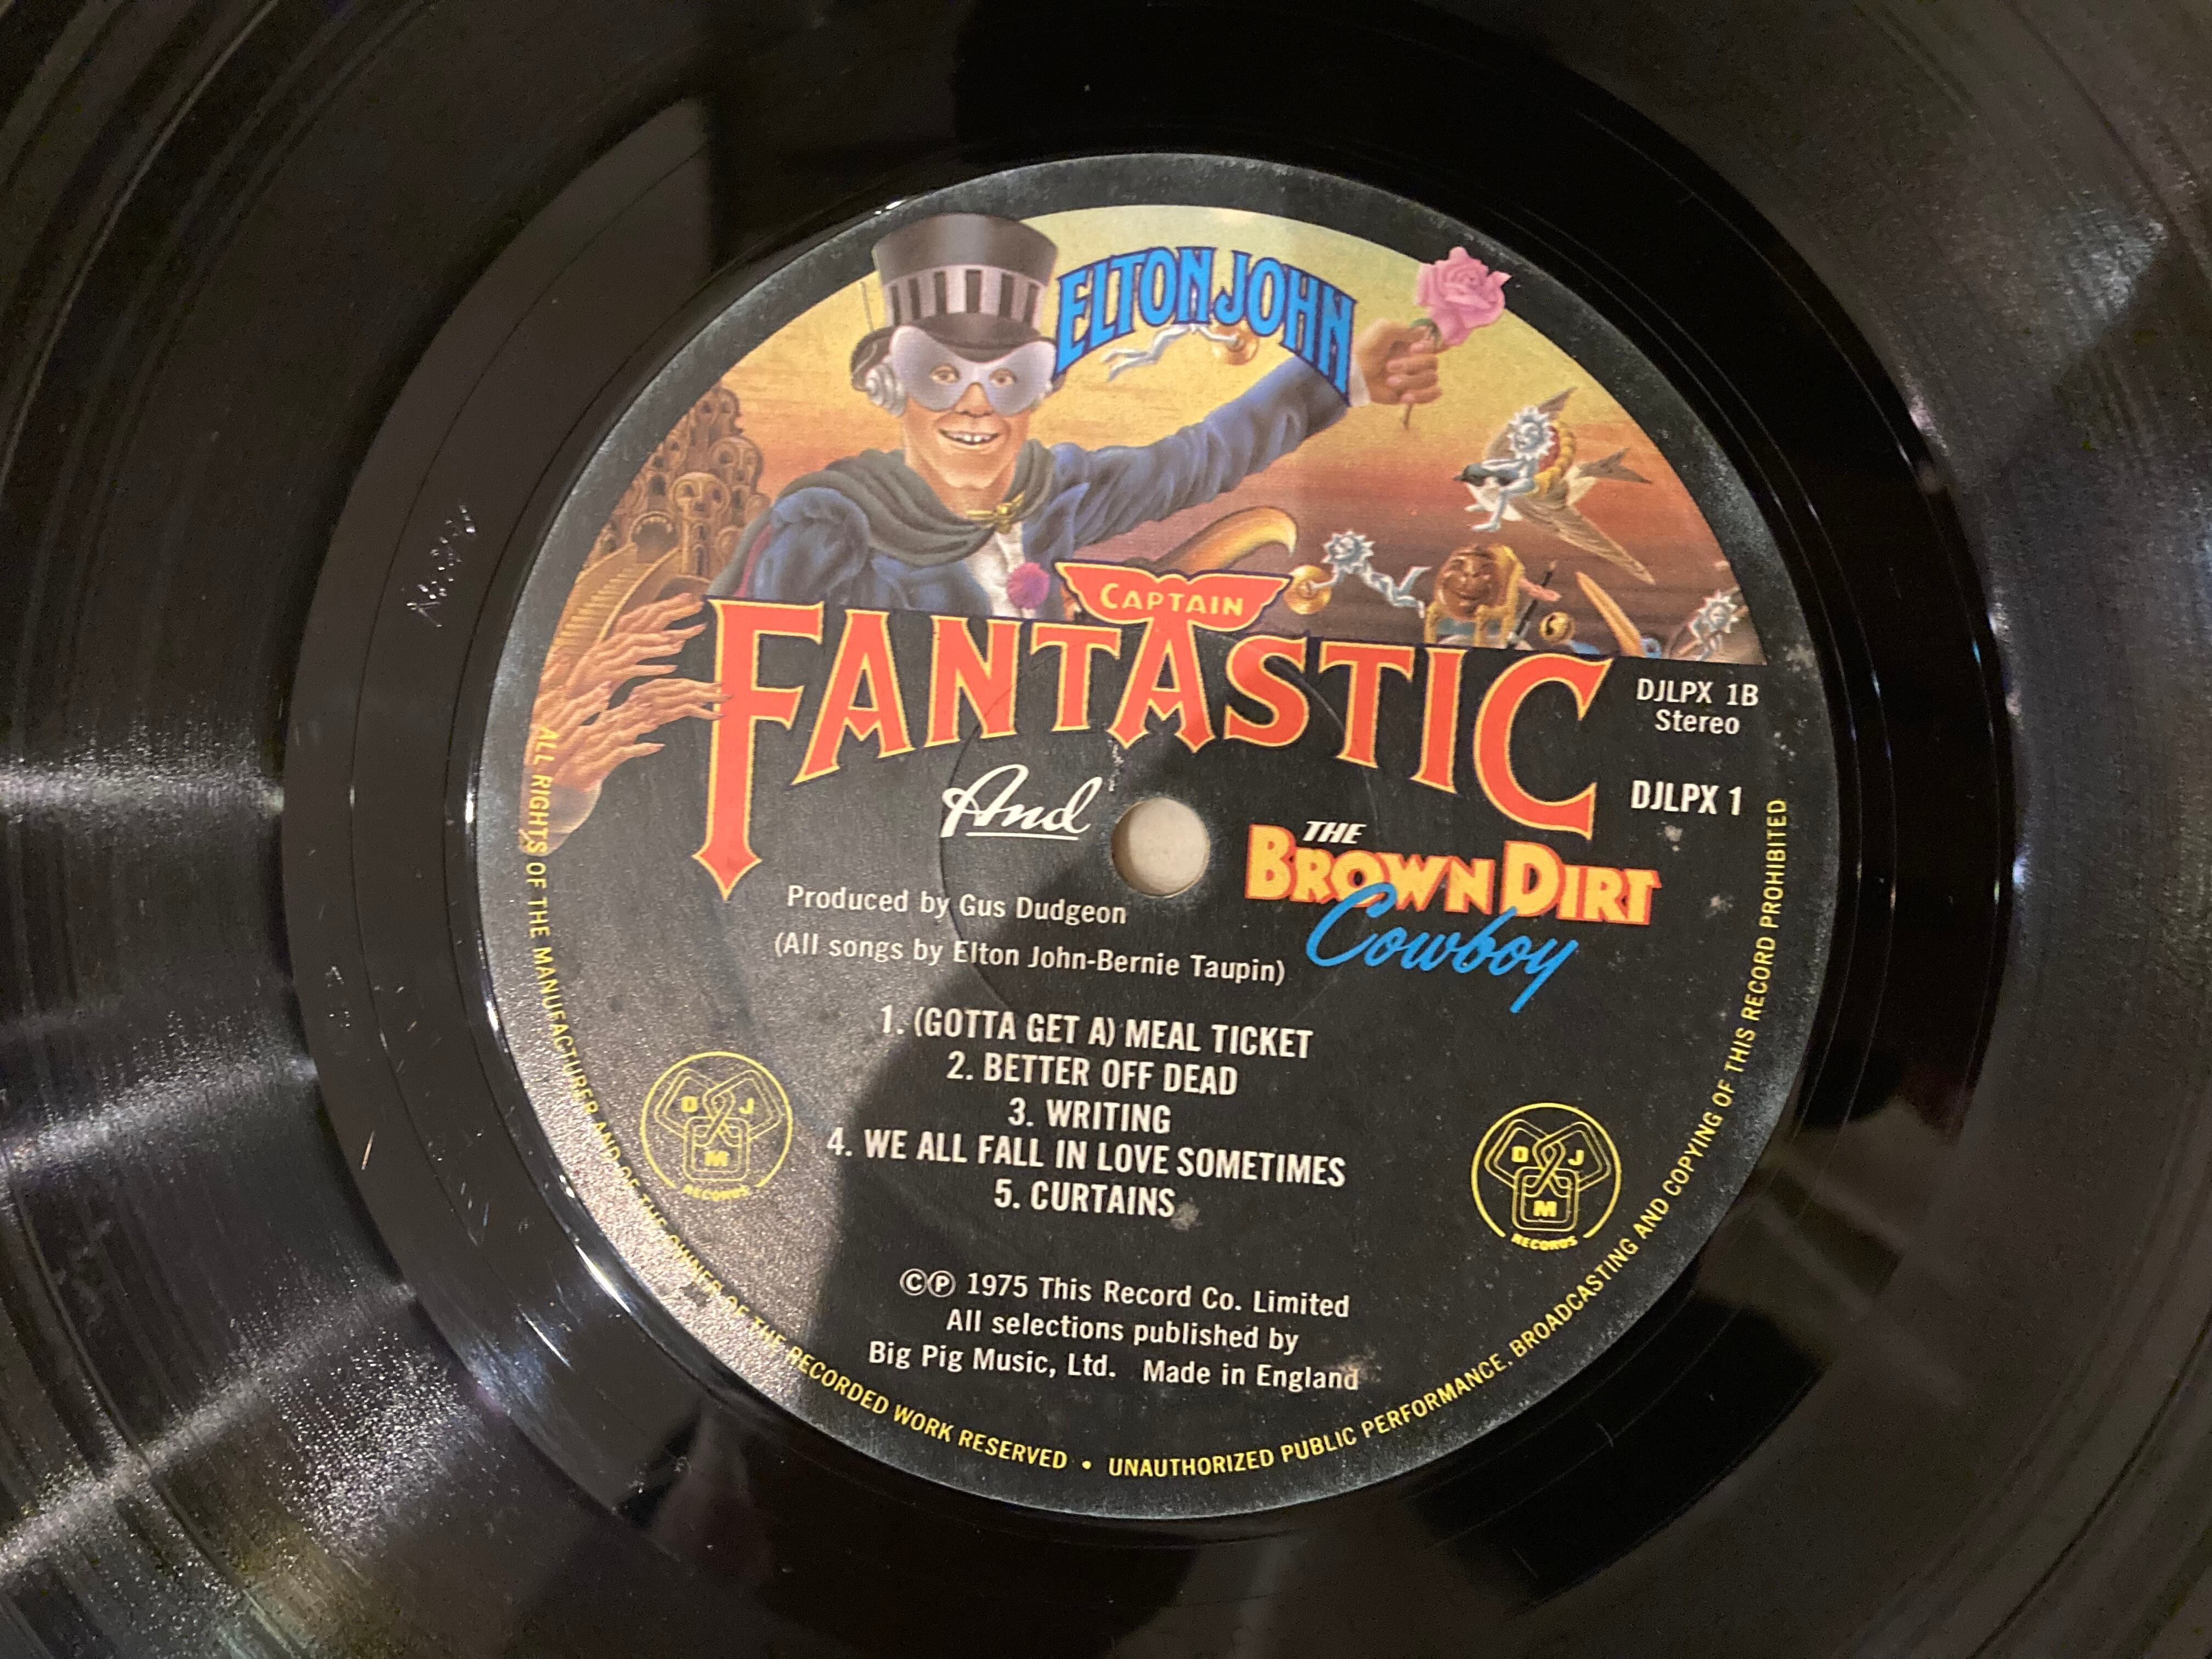 ELTON JOHN
CAPTAIN
FANTASTIC
DJLPX 1B
Stereo
DJLPX 1
And
THE
BROWN DIRT
Cowboy
Produced by Gus Dudgeon
(All songs by Elton John-Bernie Taupin)
1. (GOTTA GET A) MEAL TICKET
2. BETTER OFF DEAD
3. WRITING
4. WE ALL FALL IN LOVE SOMETIMES
5. CURTAINS
D J
M
RECORDS
D J
M
RECORDS
©℗ 1975 This Record Co. Limited
All selections published by
Big Pig Music, Ltd. Made in England
ALL RIGHTS OF THE MANUFACTURER AND OF THE OWNER OF THE RECORDED WORK RESERVED • UNAUTHORIZED PUBLIC PERFORMANCE, BROADCASTING AND COPYING OF THIS RECORD PROHIBITED